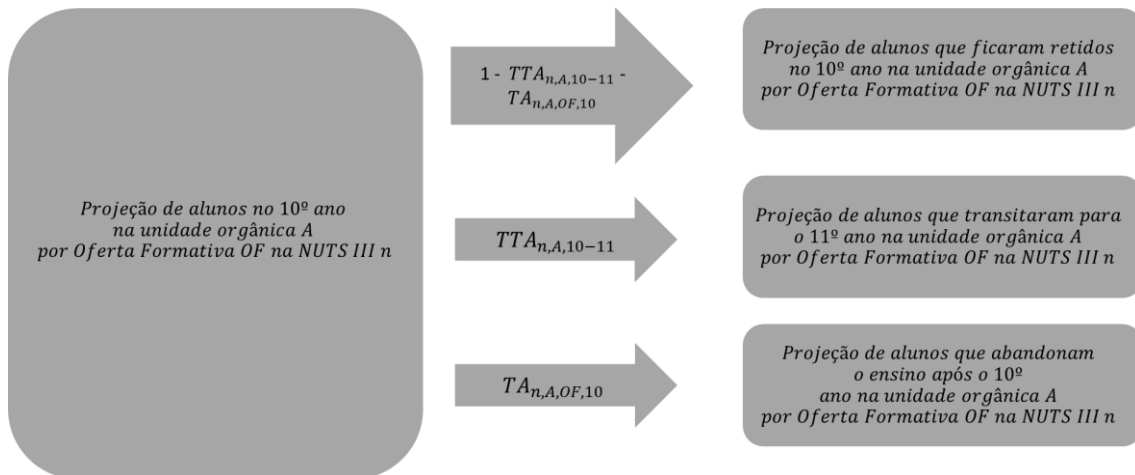 Projeção de alunos no 10º ano
na unidade orgânica A
por Oferta Formativa OF na NUTS III n
1 - TTA_{n,A,10−11} -
TA_{n,A,OF,10}
Projeção de alunos que ficaram retidos
no 10º ano na unidade orgânica A
por Oferta Formativa OF na NUTS III n
TTA_{n,A,10−11}
Projeção de alunos que transitaram para
o 11º ano na unidade orgânica A
por Oferta Formativa OF na NUTS III n
TA_{n,A,OF,10}
Projeção de alunos que abandonam
o ensino após o 10º
ano na unidade orgânica A
por Oferta Formativa OF na NUTS III n